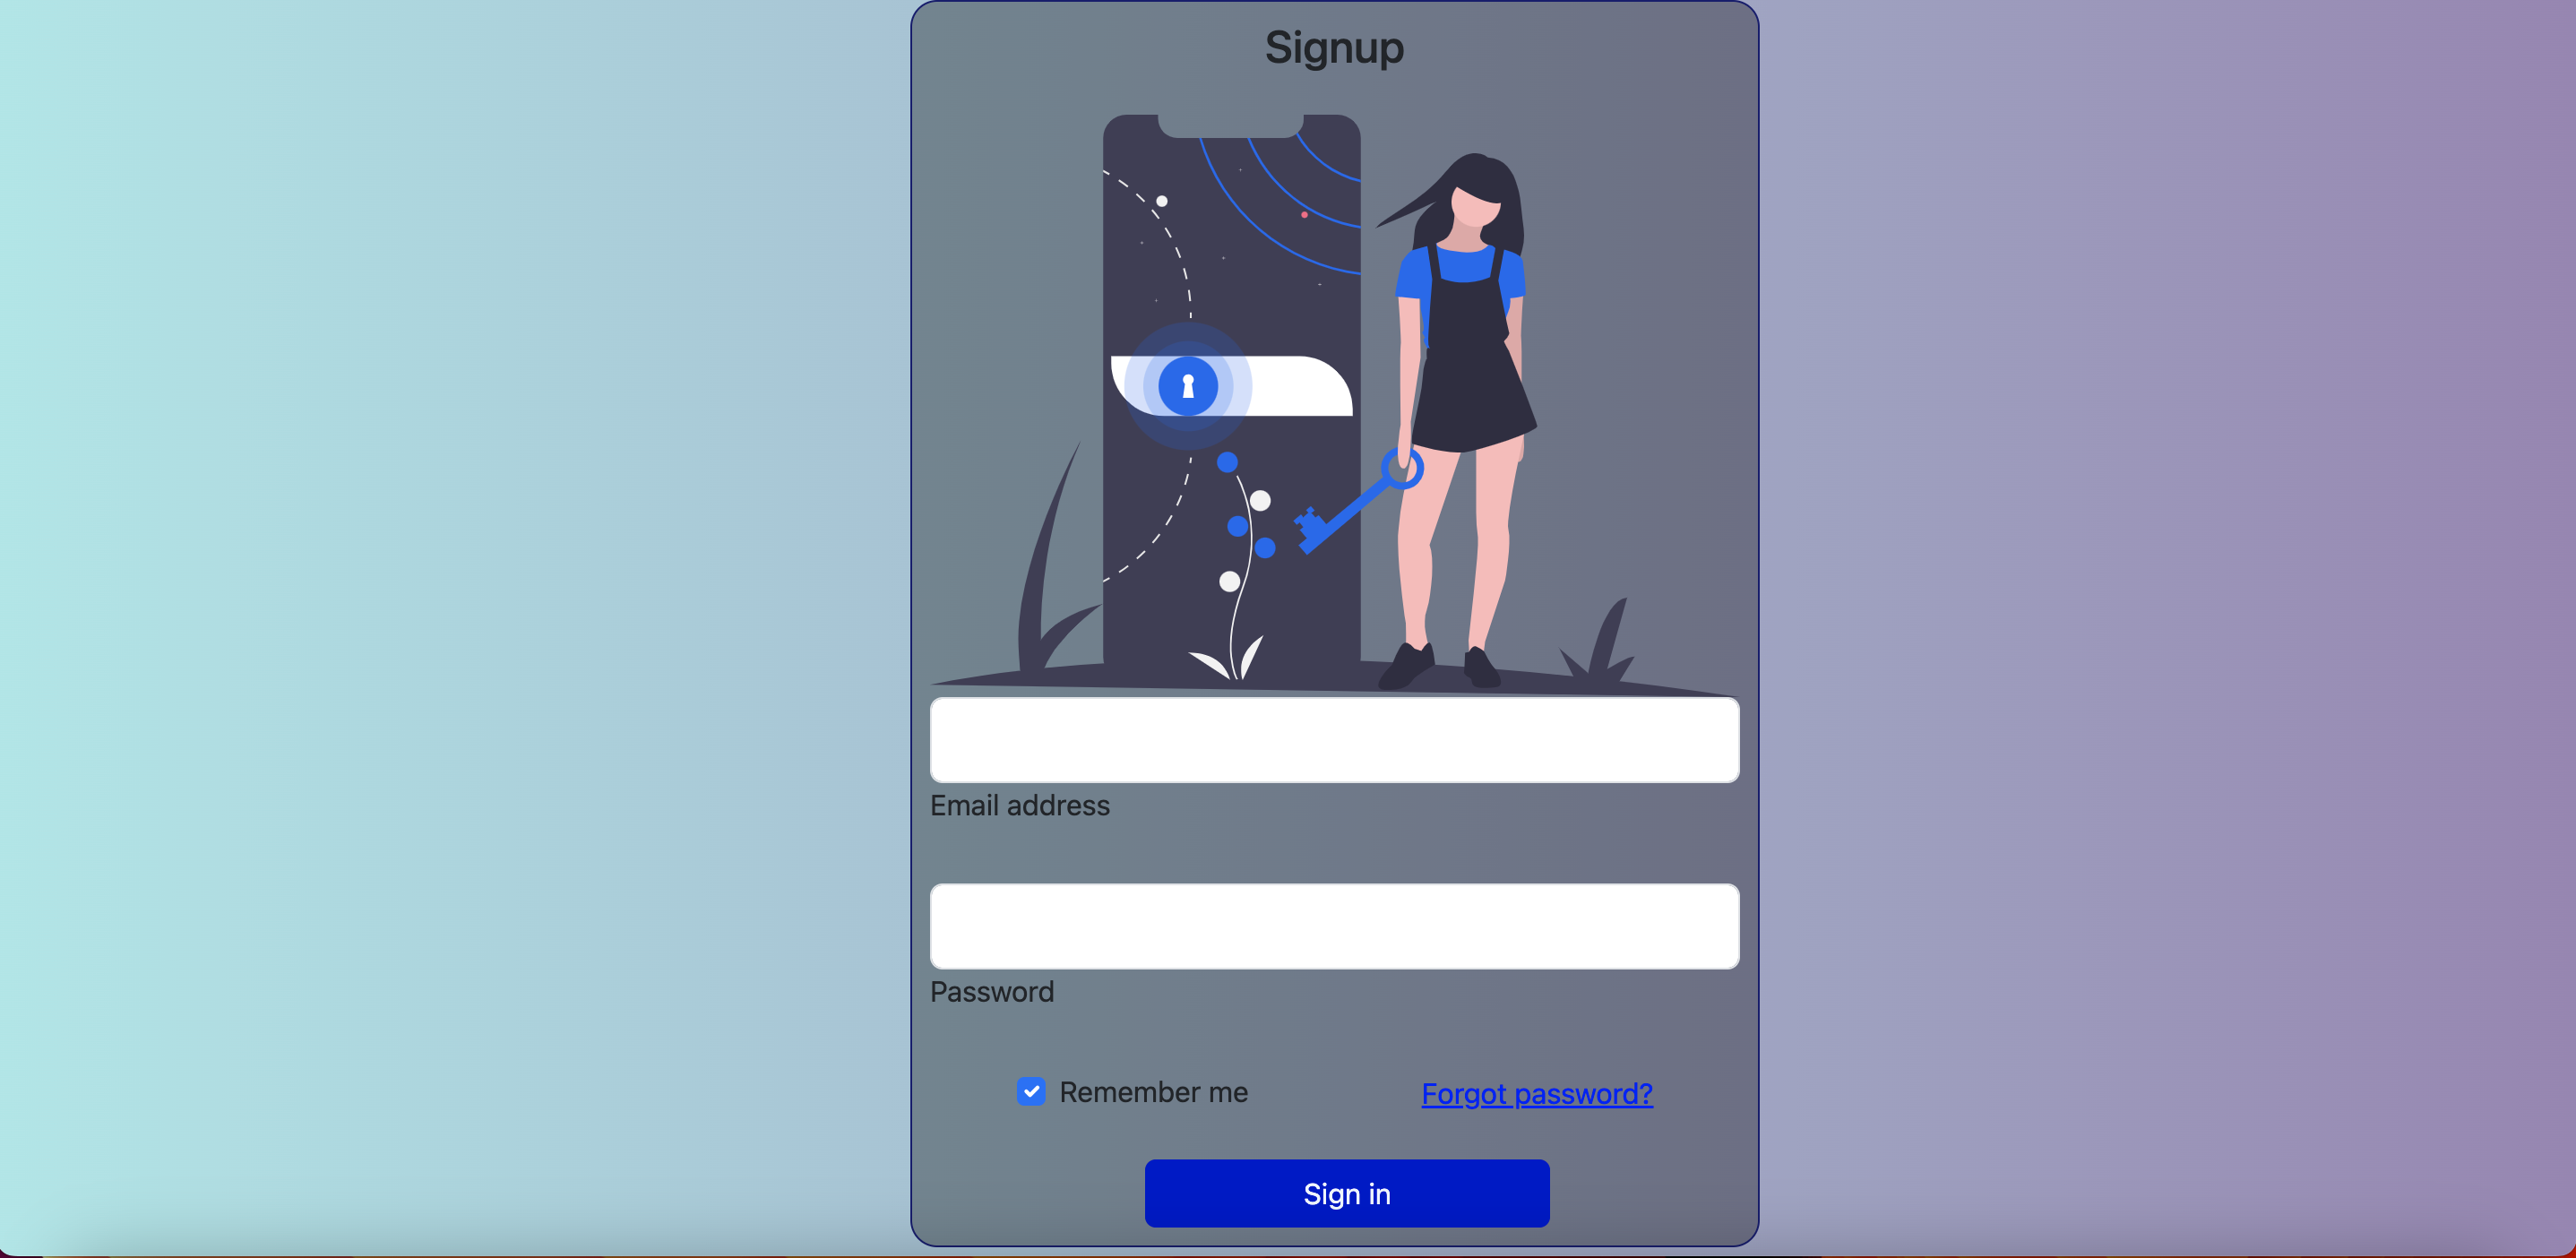 Signup
Email address
Password
Remember me
Forgot password?
Sign in